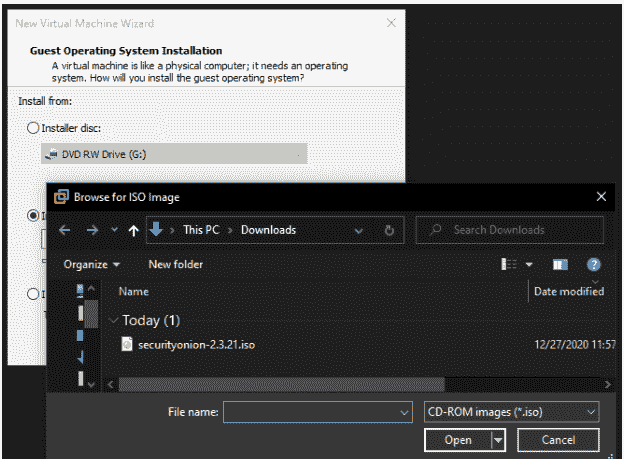 New Virtual Machine Wizard
Guest Operating System Installation
A virtual machine is like a physical computer; it needs an operating
system. How will you install the guest operating system?
Install from:
Installer disc:
DVD RW Drive (G:)
Browse for ISO Image
This PC > Downloads
Search Downloads
Organize
New folder
Name
Date modified
Today (1)
securityonion-2.3.21.iso
12/27/2020 11:57
File name:
CD-ROM images (*.iso)
Open
Cancel